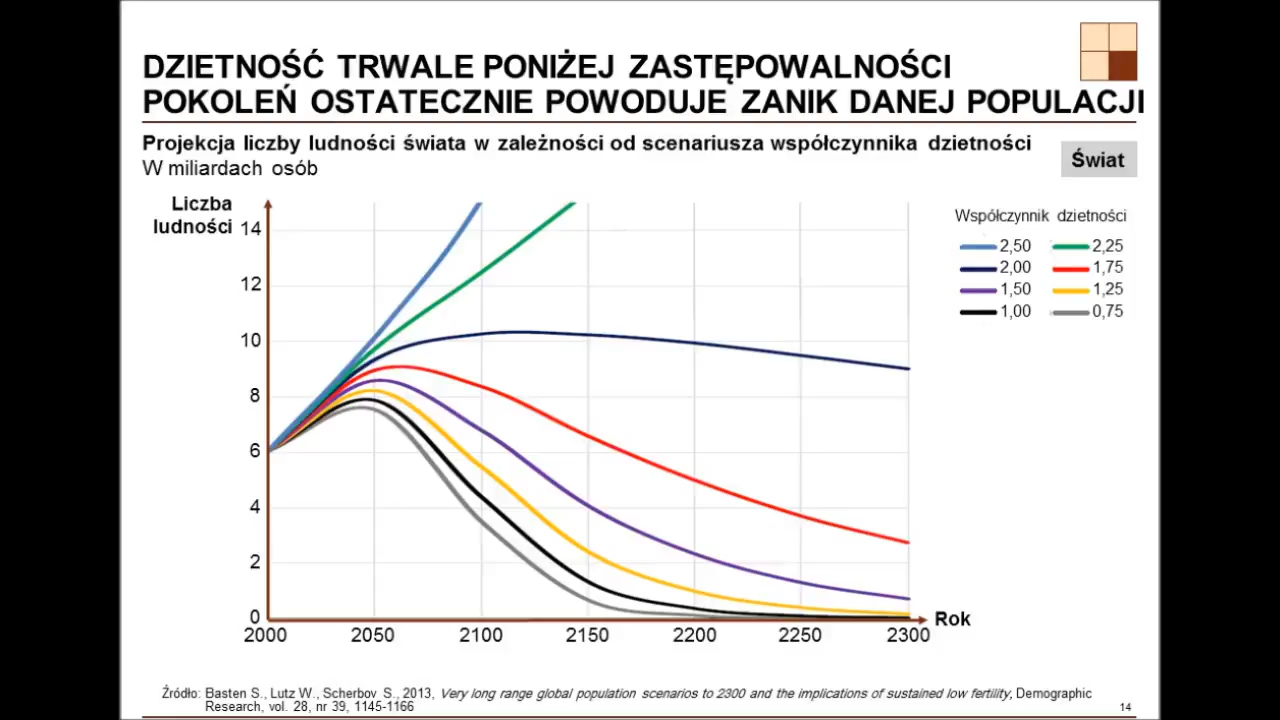 DZIETNOŚĆ TRWALE PONIŻEJ ZASTĘPOWALNOŚCI
POKOLEŃ OSTATECZNIE POWODUJE ZANIK DANEJ POPULACJI
Projekcja liczby ludności świata w zależności od scenariusza współczynnika dzietności
W miliardach osób
Świat
Liczba
ludności
14
12
10
8
6
4
2
0
2000 2050 2100 2150 2200 2250 2300
Rok
Współczynnik dzietności
2,50 2,25
2,00 1,75
1,50 1,25
1,00 0,75
Źródło: Basten S., Lutz W., Scherbov S., 2013, Very long range global population scenarios to 2300 and the implications of sustained low fertility, Demographic
Research, vol. 28, nr 39, 1145-1166
14